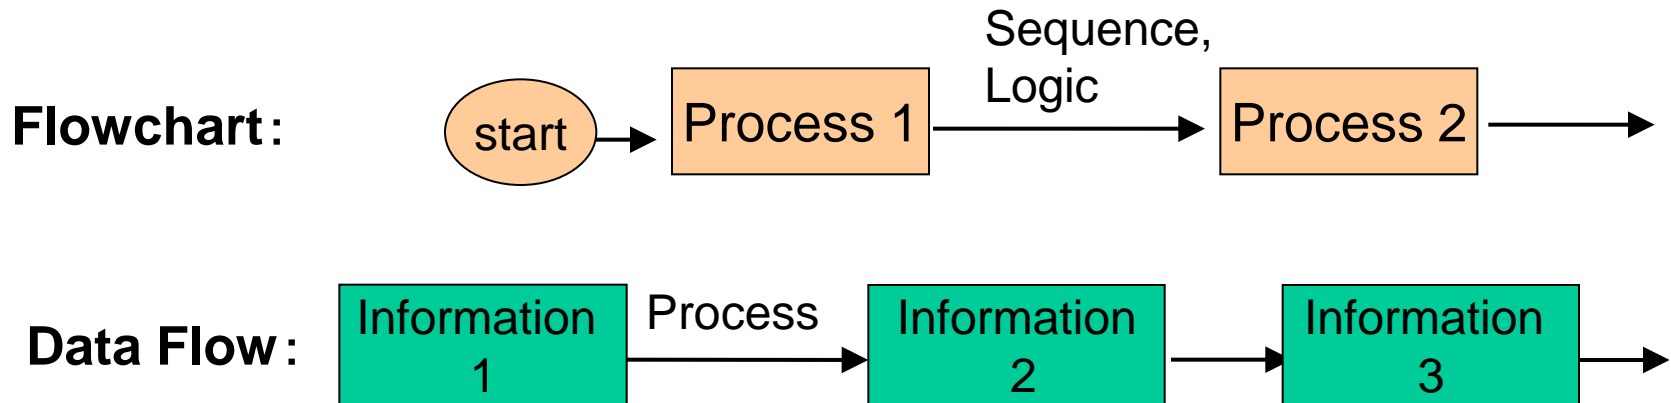 Sequence,
Logic
Flowchart:
start
Process 1
Process 2
Data Flow:
Information
1
Process
Information
2
Information
3